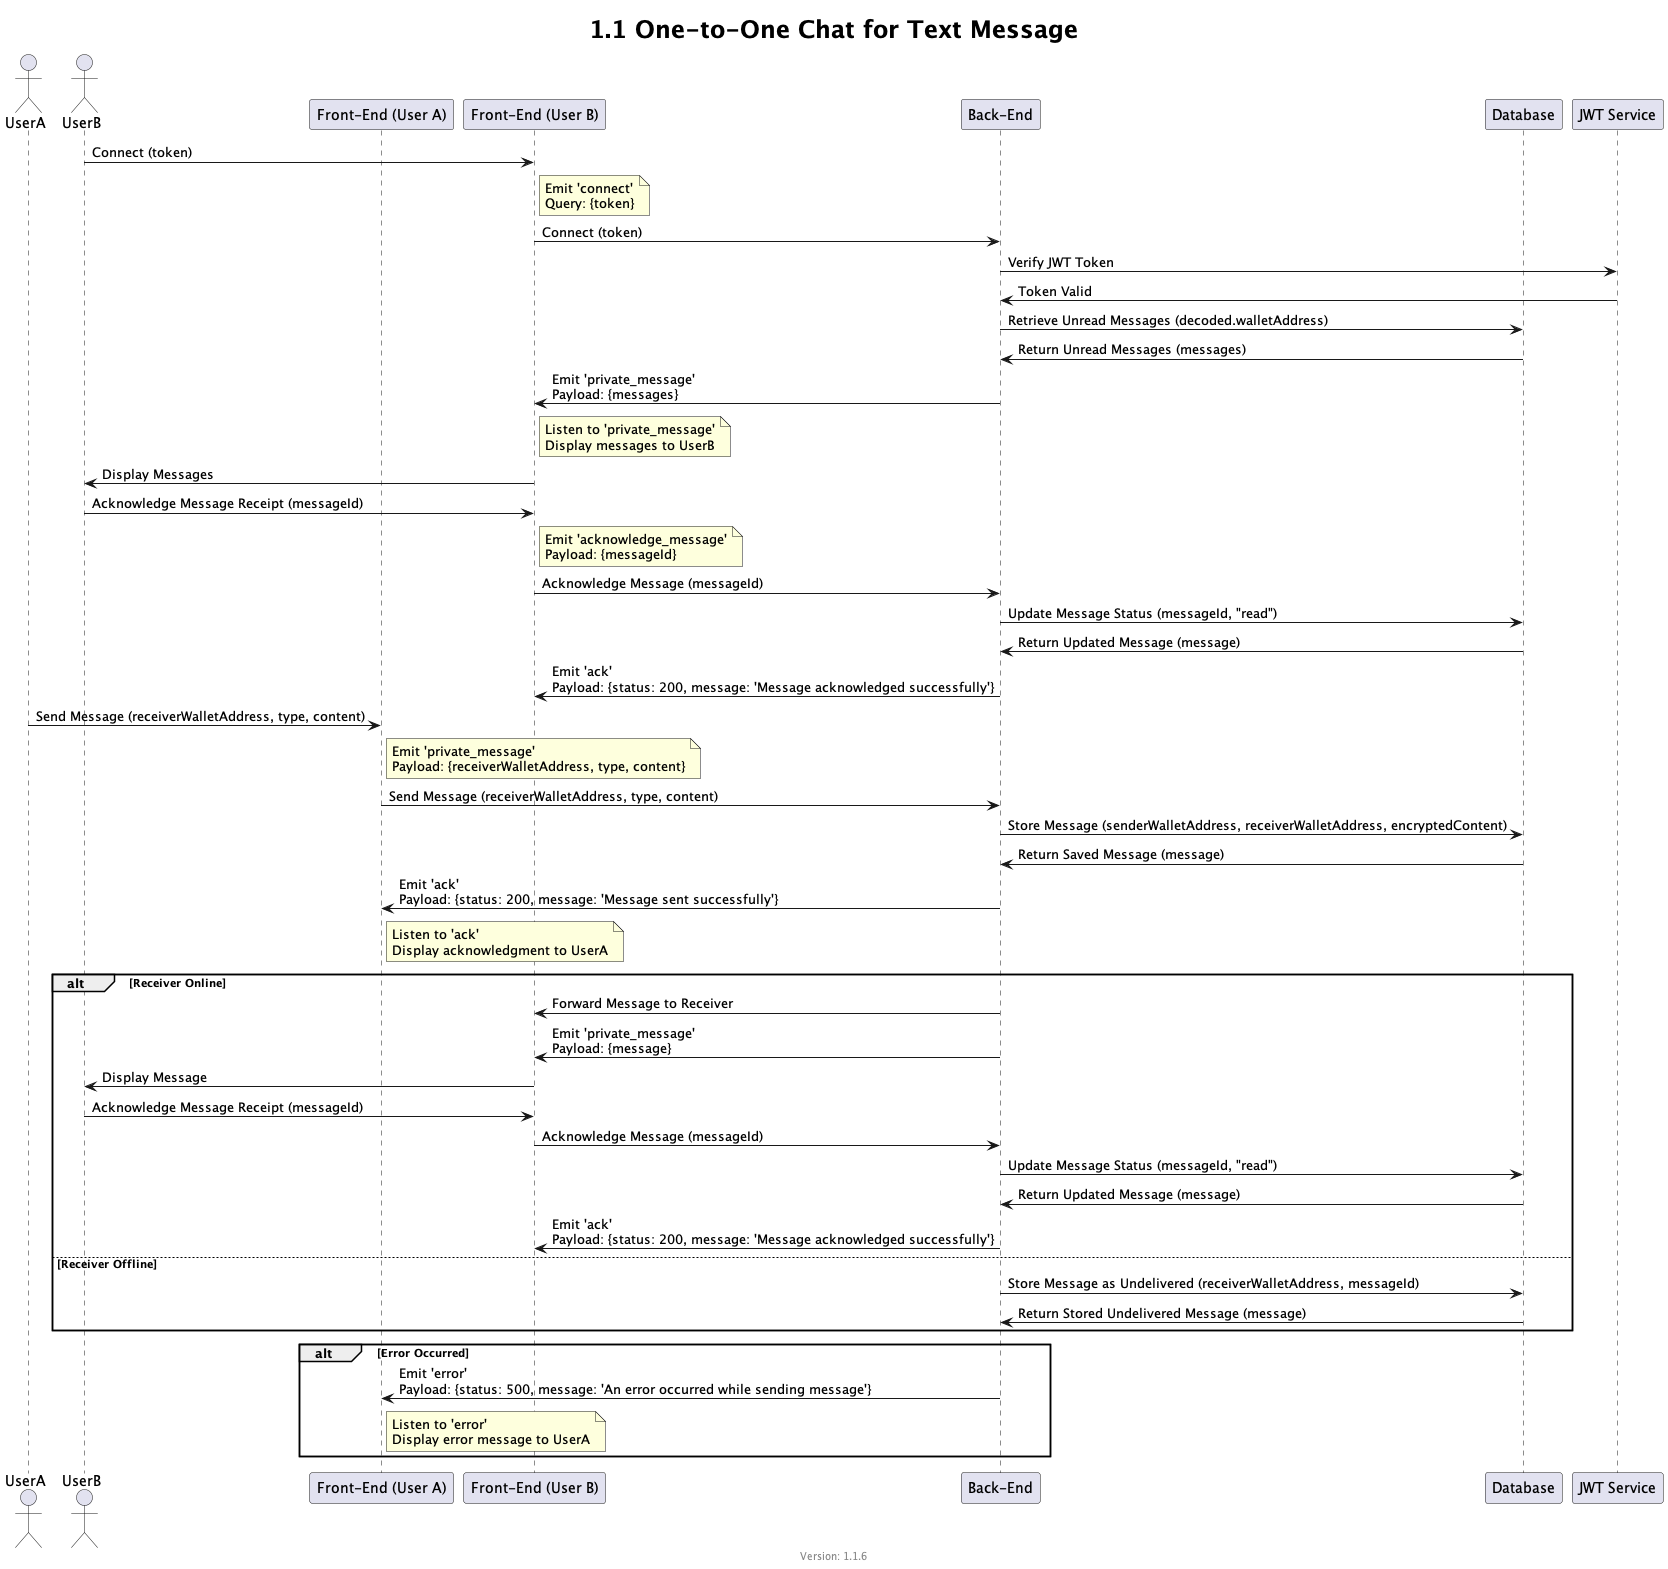 1.1 One-to-One Chat for Text Message
UserA
UserB
Front-End (User A)
Front-End (User B)
Back-End
Database
JWT Service
Connect (token)
Emit 'connect'
Query: {token}
Connect (token)
Verify JWT Token
Token Valid
Retrieve Unread Messages (decoded.walletAddress)
Return Unread Messages (messages)
Emit 'private_message'
Payload: {messages}
Listen to 'private_message'
Display messages to UserB
Display Messages
Acknowledge Message Receipt (messageId)
Emit 'acknowledge_message'
Payload: {messageId}
Acknowledge Message (messageId)
Update Message Status (messageId, "read")
Return Updated Message (message)
Emit 'ack'
Payload: {status: 200, message: 'Message acknowledged successfully'}
Send Message (receiverWalletAddress, type, content)
Emit 'private_message'
Payload: {receiverWalletAddress, type, content}
Send Message (receiverWalletAddress, type, content)
Store Message (senderWalletAddress, receiverWalletAddress, encryptedContent)
Return Saved Message (message)
Emit 'ack'
Payload: {status: 200, message: 'Message sent successfully'}
Listen to 'ack'
Display acknowledgment to UserA
alt [Receiver Online]
Forward Message to Receiver
Emit 'private_message'
Payload: {message}
Display Message
Acknowledge Message Receipt (messageId)
Acknowledge Message (messageId)
Update Message Status (messageId, "read")
Return Updated Message (message)
Emit 'ack'
Payload: {status: 200, message: 'Message acknowledged successfully'}
[Receiver Offline]
Store Message as Undelivered (receiverWalletAddress, messageId)
Return Stored Undelivered Message (message)
alt [Error Occurred]
Emit 'error'
Payload: {status: 500, message: 'An error occurred while sending message'}
Listen to 'error'
Display error message to UserA
UserA
UserB
Front-End (User A)
Front-End (User B)
Back-End
Database
JWT Service
Version: 1.1.6